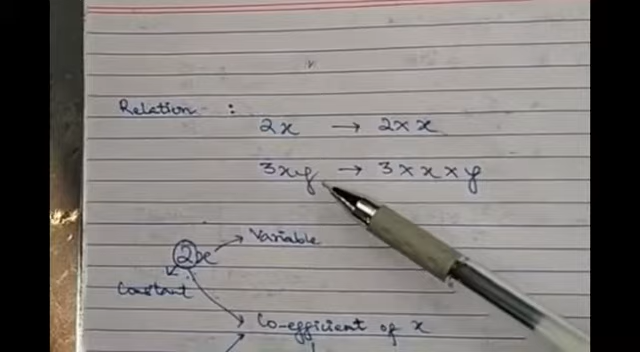 Relation :
2x → 2 × x
3xy → 3 × x × y
Variable
2x
Constant
Co-efficient of x